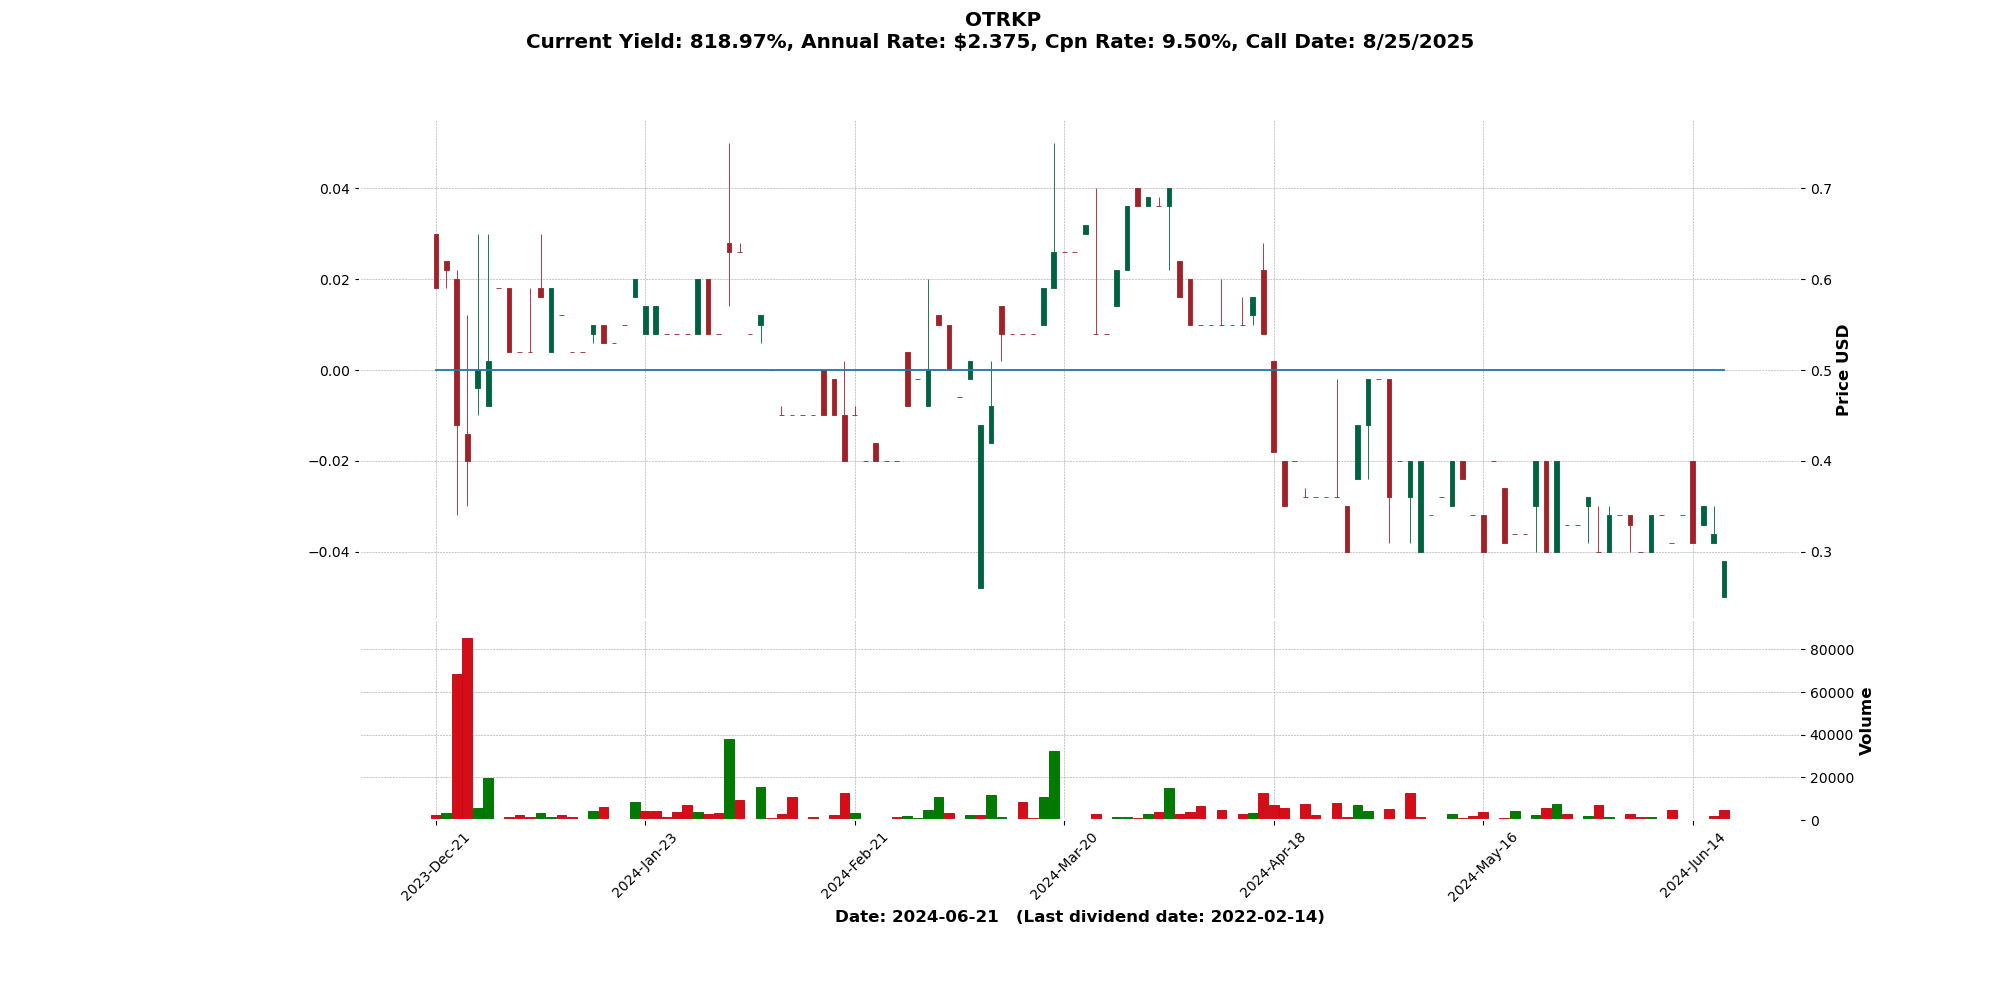 OTRKP
Current Yield: 818.97%, Annual Rate: $2.375, Cpn Rate: 9.50%, Call Date: 8/25/2025
0.04
0.02
0.00
−0.02
−0.04
0.7
0.6
0.5
0.4
0.3
Price USD
80000
60000
40000
20000
0
Volume
2023-Dec-21
2024-Jan-23
2024-Feb-21
2024-Mar-20
2024-Apr-18
2024-May-16
2024-Jun-14
Date: 2024-06-21 (Last dividend date: 2022-02-14)